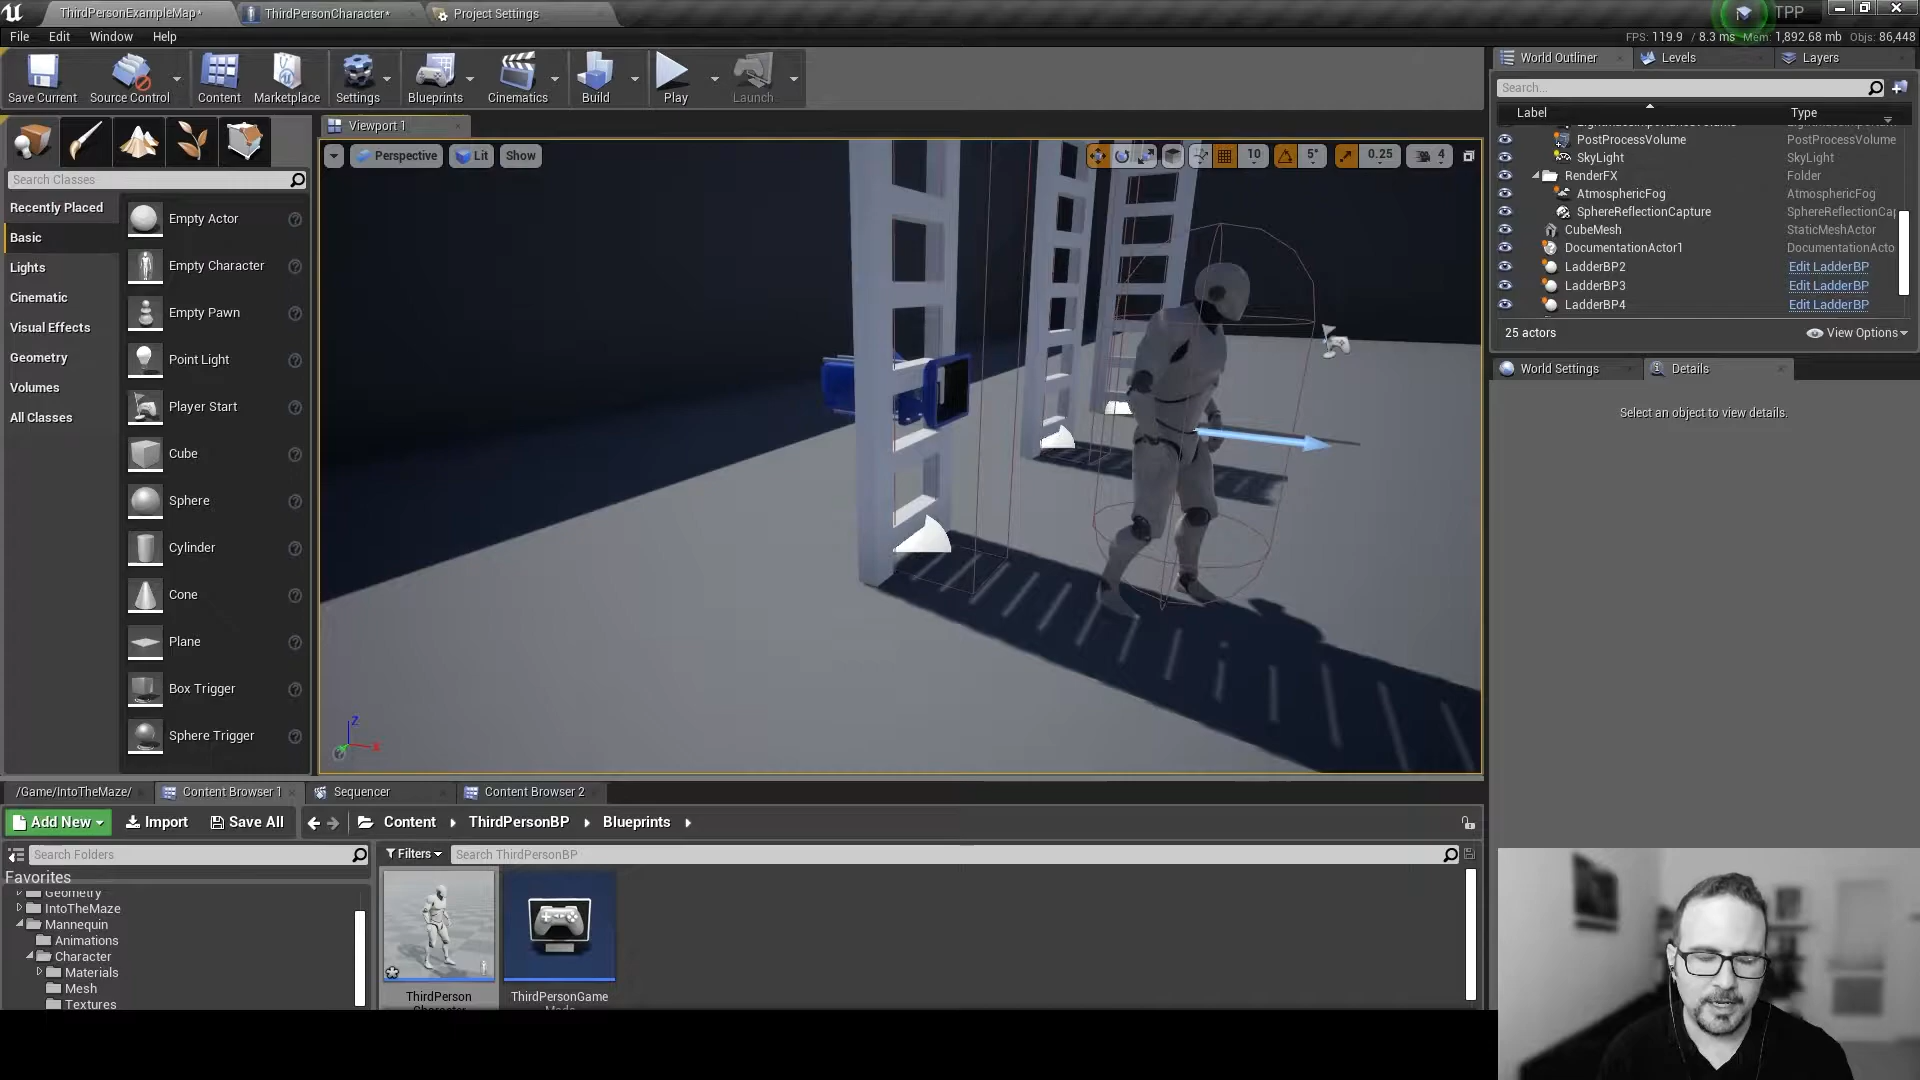 ThirdPersonExampleMap*
ThirdPersonCharacter*
Project Settings
TPP
File Edit Window Help
FPS: 119.9 / 8.3 ms Mem: 1,892.68 mb Objs: 86,448
Save Current
Source Control
Content
Marketplace
Settings
Blueprints
Cinematics
Build
Play
Launch
World Outliner
Levels
Layers
Search...
Label Type
PostProcessVolume PostProcessVolume
SkyLight SkyLight
RenderFX Folder
AtmosphericFog AtmosphericFog
SphereReflectionCapture SphereReflectionCap
CubeMesh StaticMeshActor
DocumentationActor1 DocumentationActo
LadderBP2 Edit LadderBP
LadderBP3 Edit LadderBP
LadderBP4 Edit LadderBP
25 actors View Options
World Settings
Details
Select an object to view details.
Viewport 1
Perspective Lit Show
10 5° 0.25 4
Z
X
Search Classes
Recently Placed
Basic
Lights
Cinematic
Visual Effects
Geometry
Volumes
All Classes
Empty Actor
Empty Character
Empty Pawn
Point Light
Player Start
Cube
Sphere
Cylinder
Cone
Plane
Box Trigger
Sphere Trigger
/Game/IntoTheMaze/
Content Browser 1
Sequencer
Content Browser 2
Add New Import Save All
Content ThirdPersonBP Blueprints
Search Folders
Filters
Search ThirdPersonBP
Favorites
Geometry
IntoTheMaze
Mannequin
Animations
Character
Materials
Mesh
Textures
ThirdPerson
Character
ThirdPersonGame
Mode